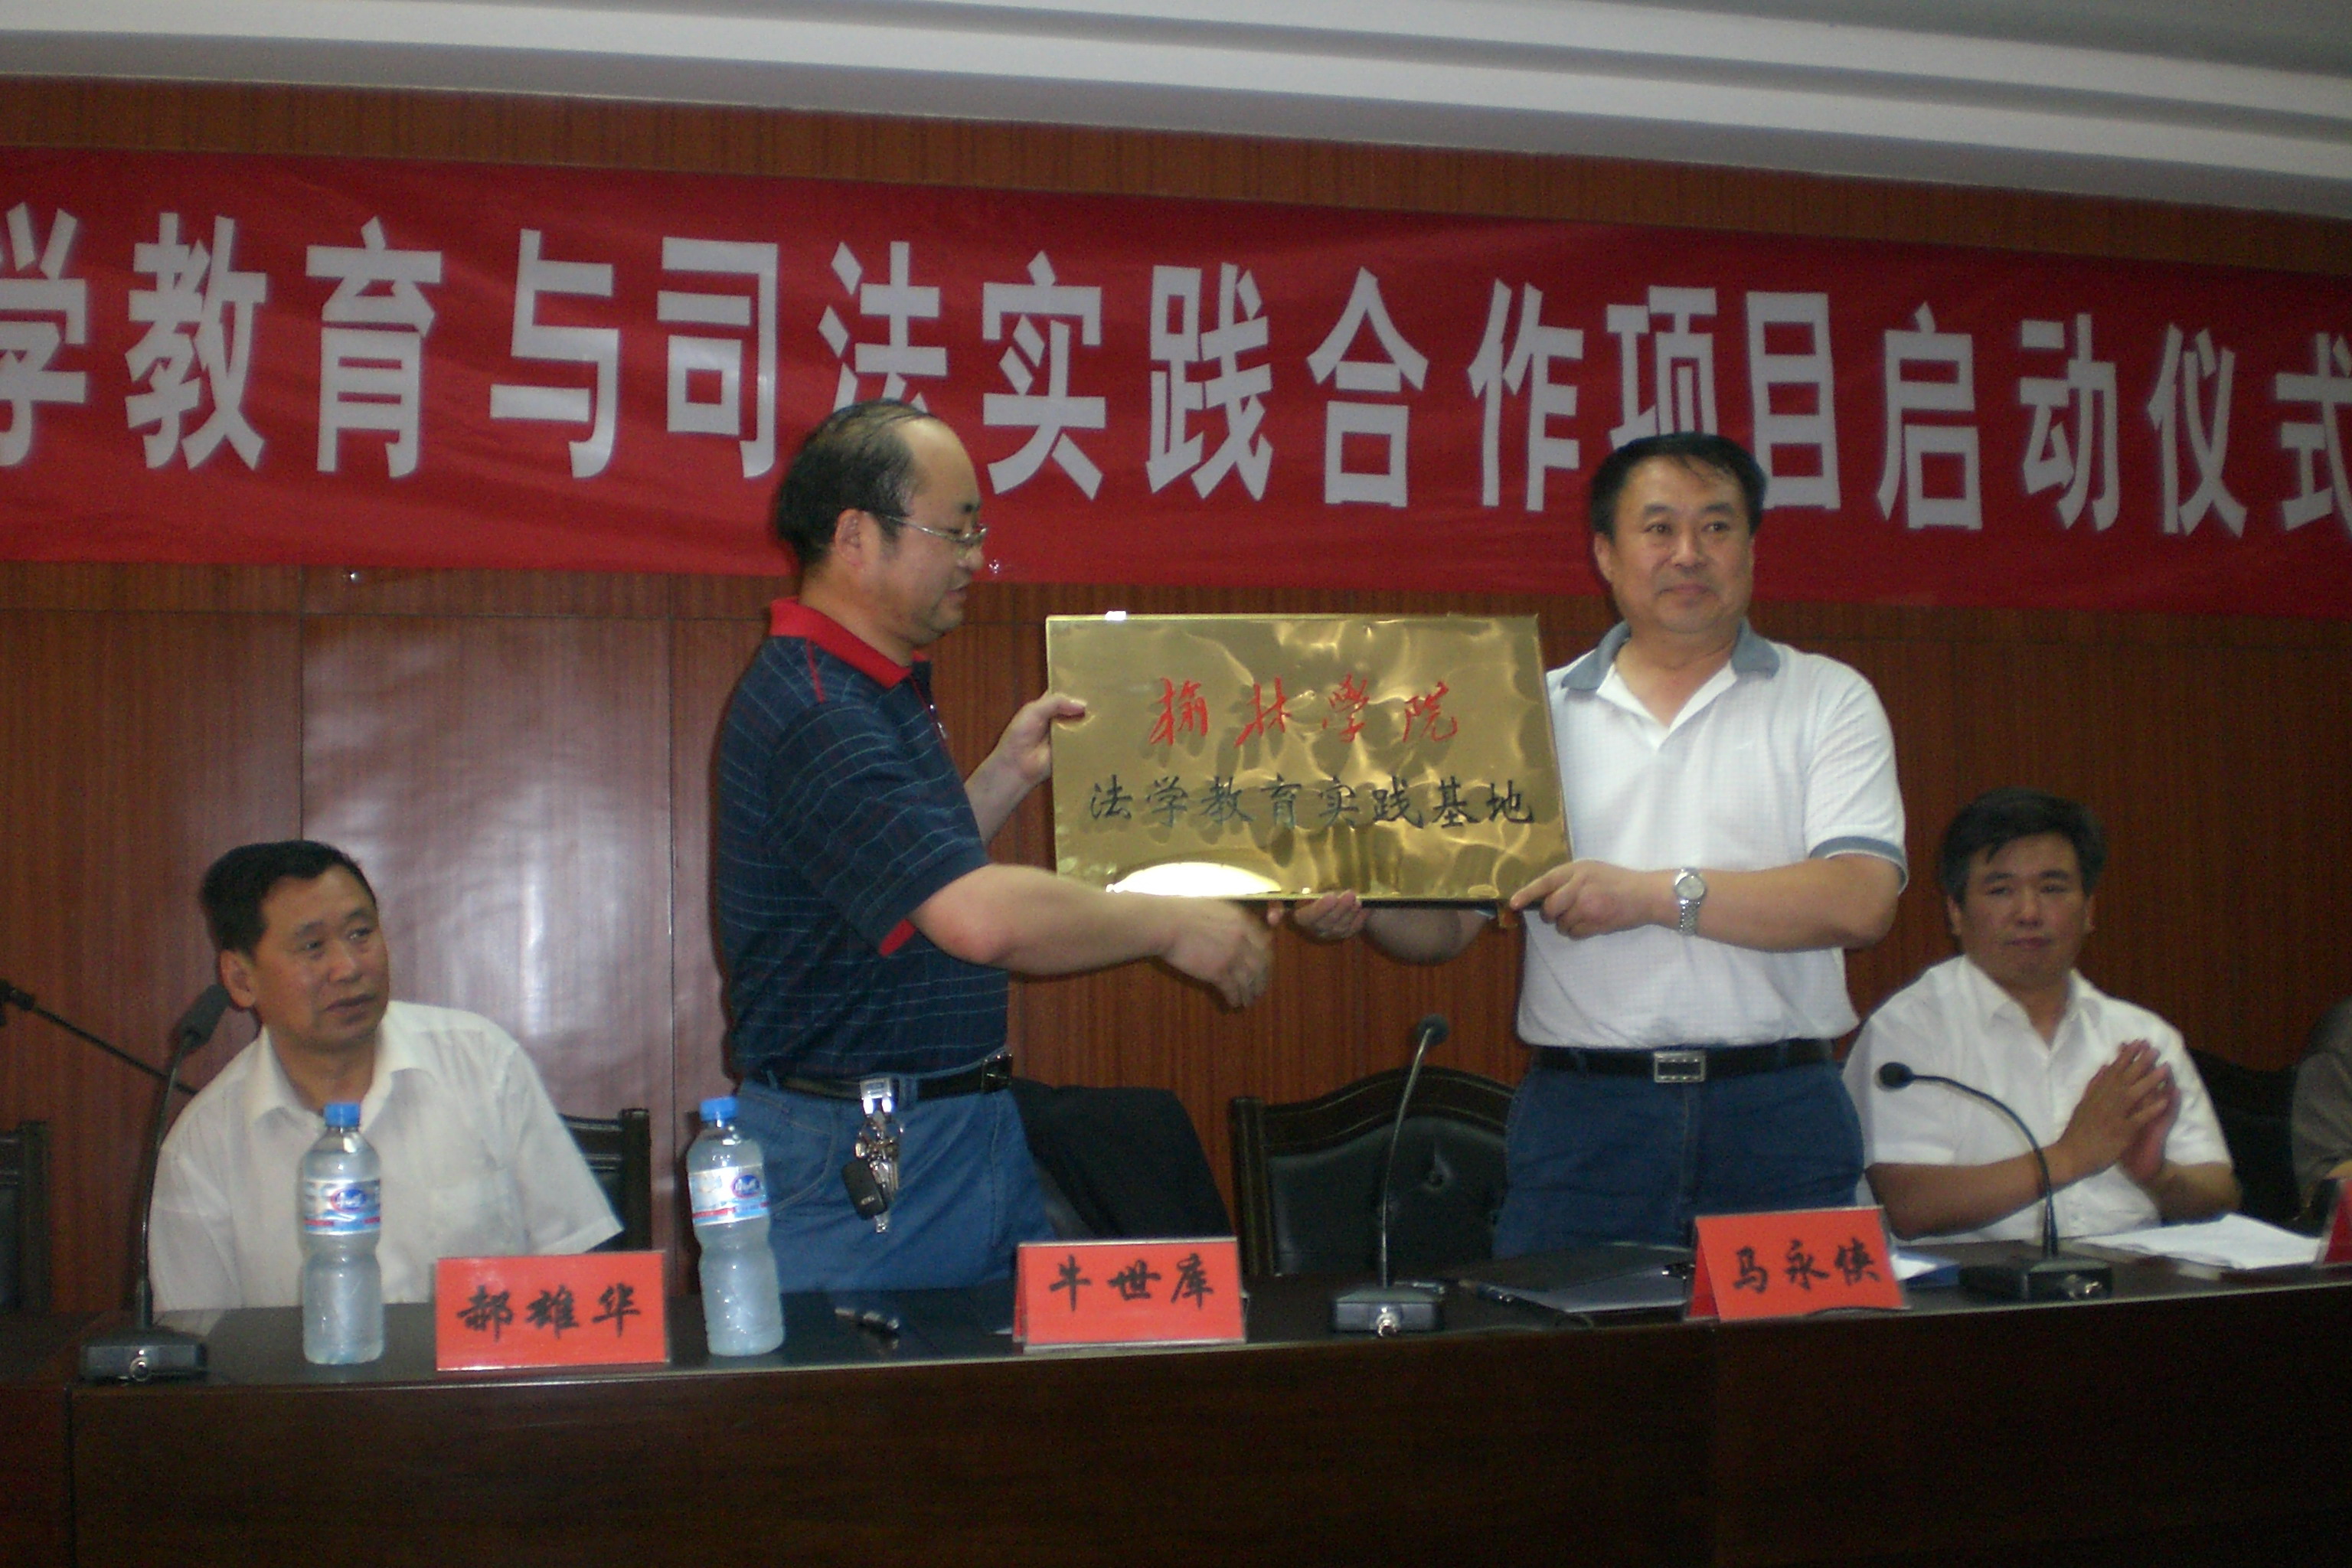 学教育与司法实践合作项目启动仪式
榆林学院
法学教育实践基地
郝雄华
牛世库
马永侠